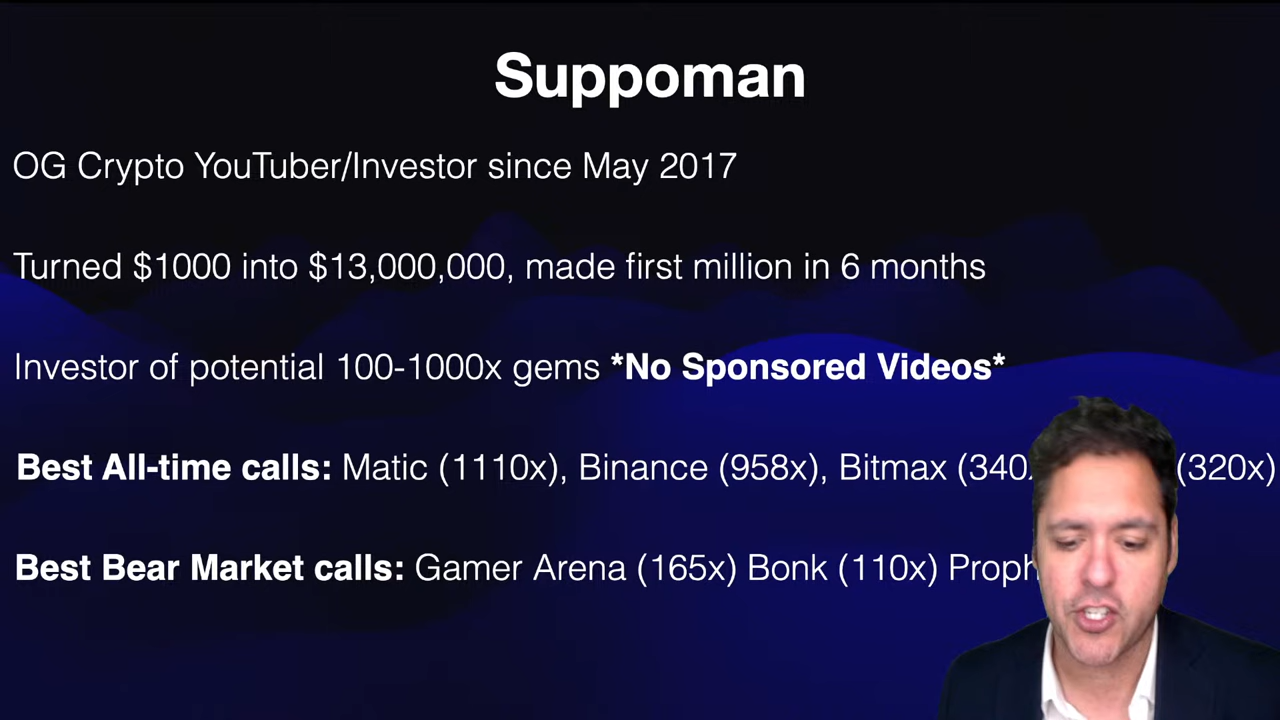 Suppoman
OG Crypto YouTuber/Investor since May 2017
Turned $1000 into $13,000,000, made first million in 6 months
Investor of potential 100-1000x gems *No Sponsored Videos*
Best All-time calls: Matic (1110x), Binance (958x), Bitmax (340 (320x)
Best Bear Market calls: Gamer Arena (165x) Bonk (110x)